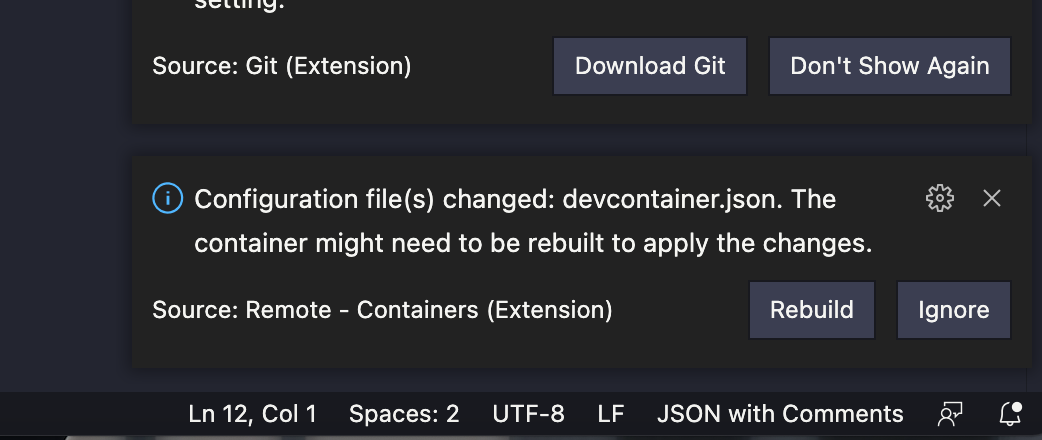 setting.
Source: Git (Extension)
Download Git
Don't Show Again
Configuration file(s) changed: devcontainer.json. The
container might need to be rebuilt to apply the changes.
Source: Remote - Containers (Extension)
Rebuild
Ignore
Ln 12, Col 1
Spaces: 2
UTF-8
LF
JSON with Comments